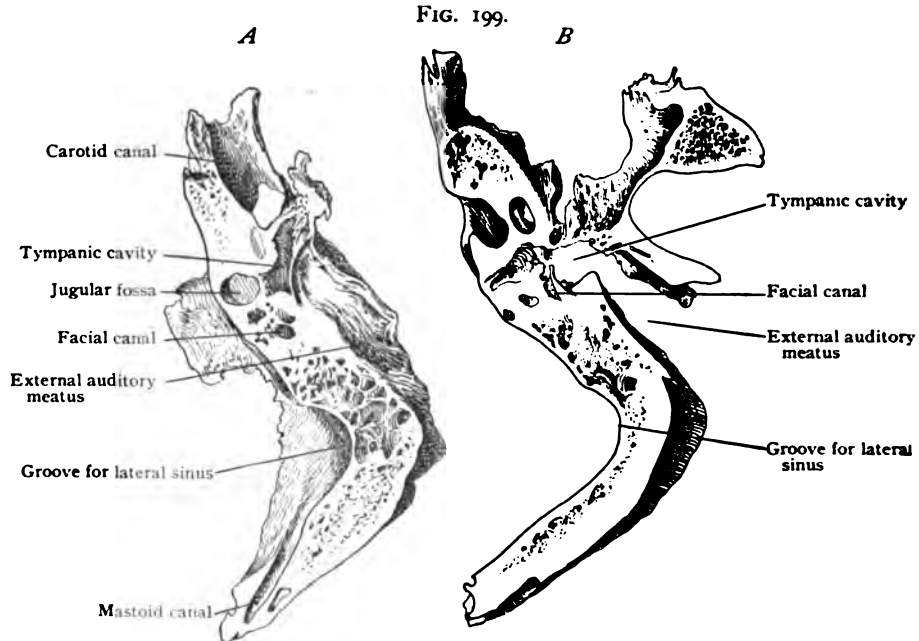 FIG. 199.
A
B
Carotid canal
Tympanic cavity
Jugular fossa
Facial canal
External auditory
meatus
Groove for lateral sinus
Mastoid canal
Tympanic cavity
Facial canal
External auditory
meatus
Groove for lateral
sinus